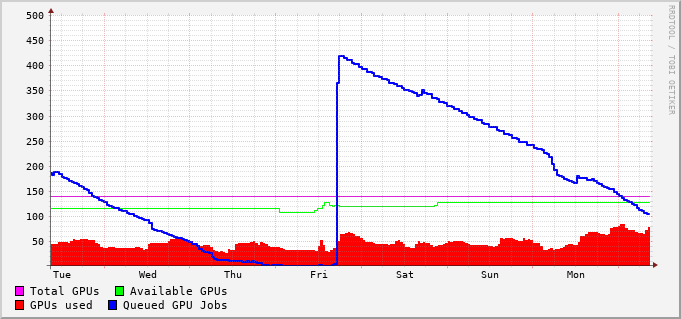 500
450
400
350
300
250
200
150
100
50
Tue Wed Thu Fri Sat Sun Mon
Total GPUs Available GPUs
GPUs used Queued GPU Jobs
RRDTOOL / TOBI OETIKER